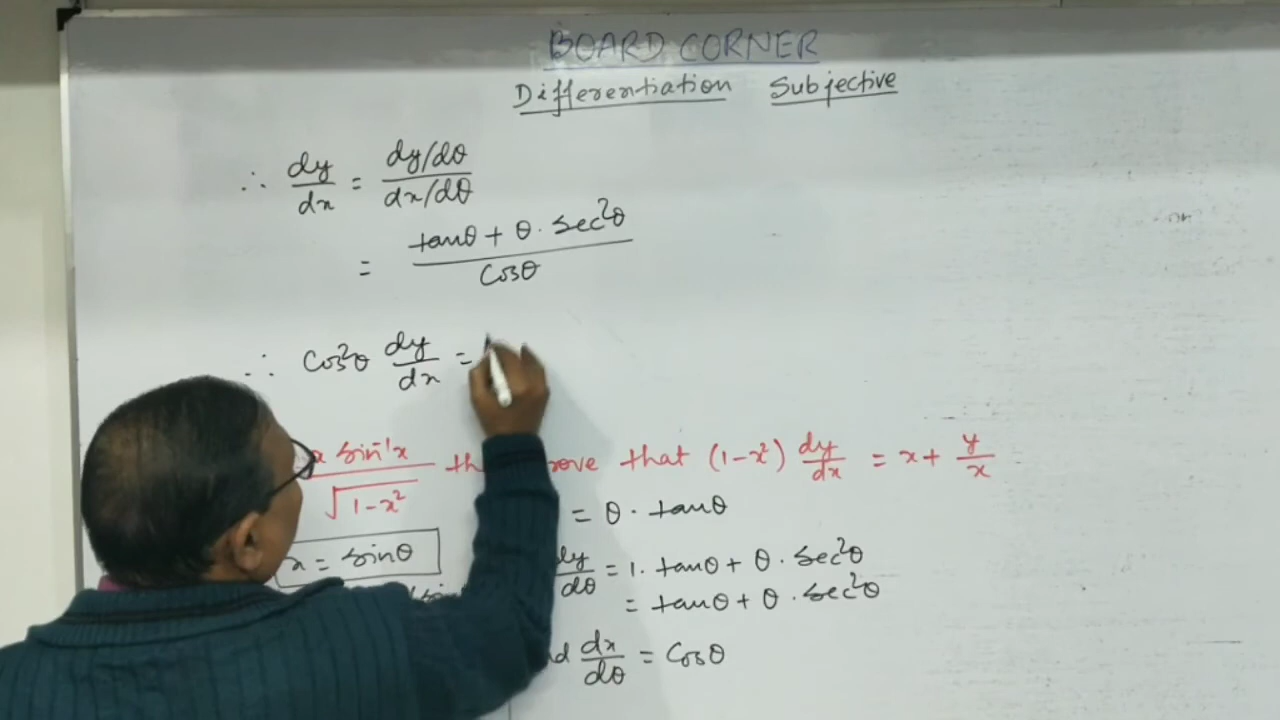 BOARD CORNER
Differentiation Subjective
∴ dy/dx = (dy/dθ)/(dx/dθ)
= (tanθ + θ · sec²θ)/cosθ
∴ cos²θ dy/dx =
x sin⁻¹x / √(1-x²) that (1-x²) dy/dx = x + y/x
= θ · tanθ
x = sinθ
dy/dθ = 1 · tanθ + θ · sec²θ
= tanθ + θ · sec²θ
dx/dθ = cosθ